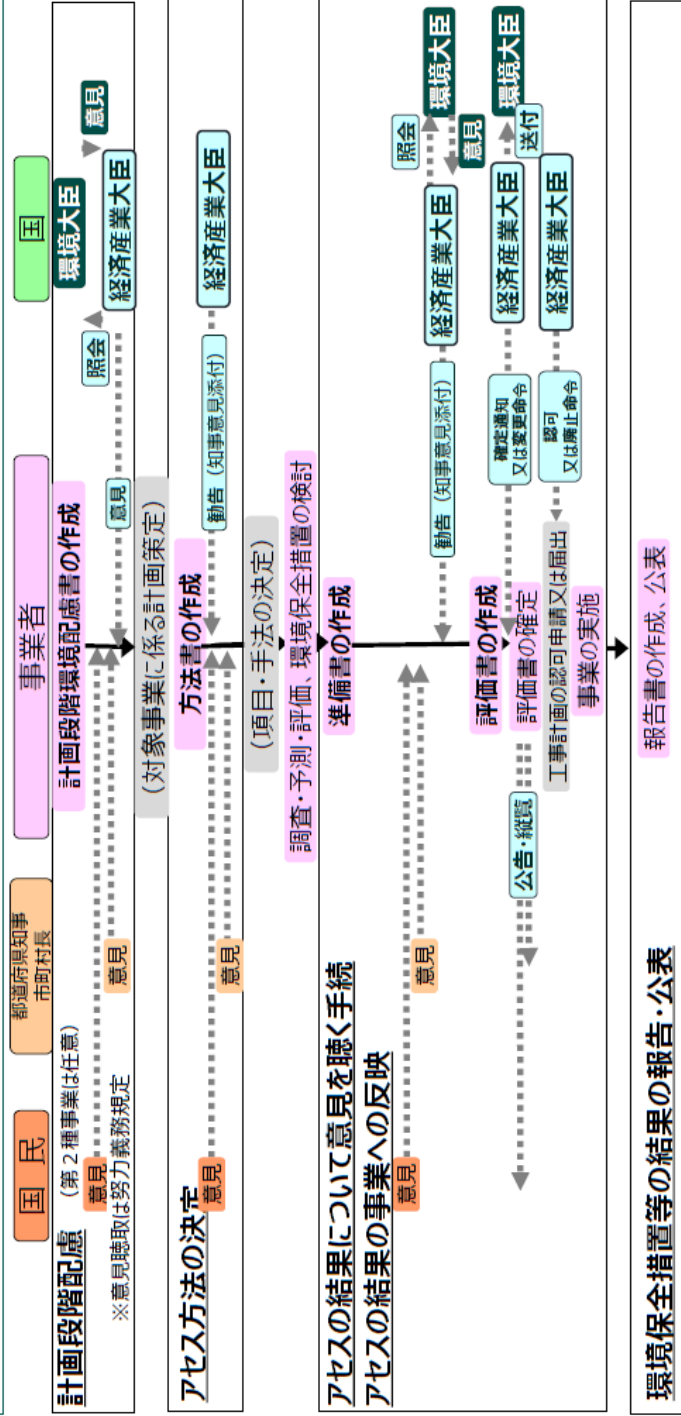 国 民
都道府県知事
市町村長
事業者
国
計画段階配慮
（第２種事業は任意）
計画段階環境配慮書の作成
環境大臣
意見
照会
意見
経済産業大臣
意見
意見
※意見聴取は努力義務規定
（対象事業に係る計画策定）
アセス方法の決定
方法書の作成
意見
意見
勧告（知事意見添付）
経済産業大臣
（項目・手法の決定）
調査・予測・評価、環境保全措置の検討
アセスの結果について意見を聴く手続
アセスの結果の事業への反映
準備書の作成
意見
意見
勧告（知事意見添付）
経済産業大臣
照会
環境大臣
意見
評価書の作成
評価書の確定
確定通知
又は変更命令
経済産業大臣
送付
環境大臣
公告・縦覧
工事計画の認可申請又は届出
認可
又は廃止命令
経済産業大臣
事業の実施
環境保全措置等の結果の報告・公表
報告書の作成、公表